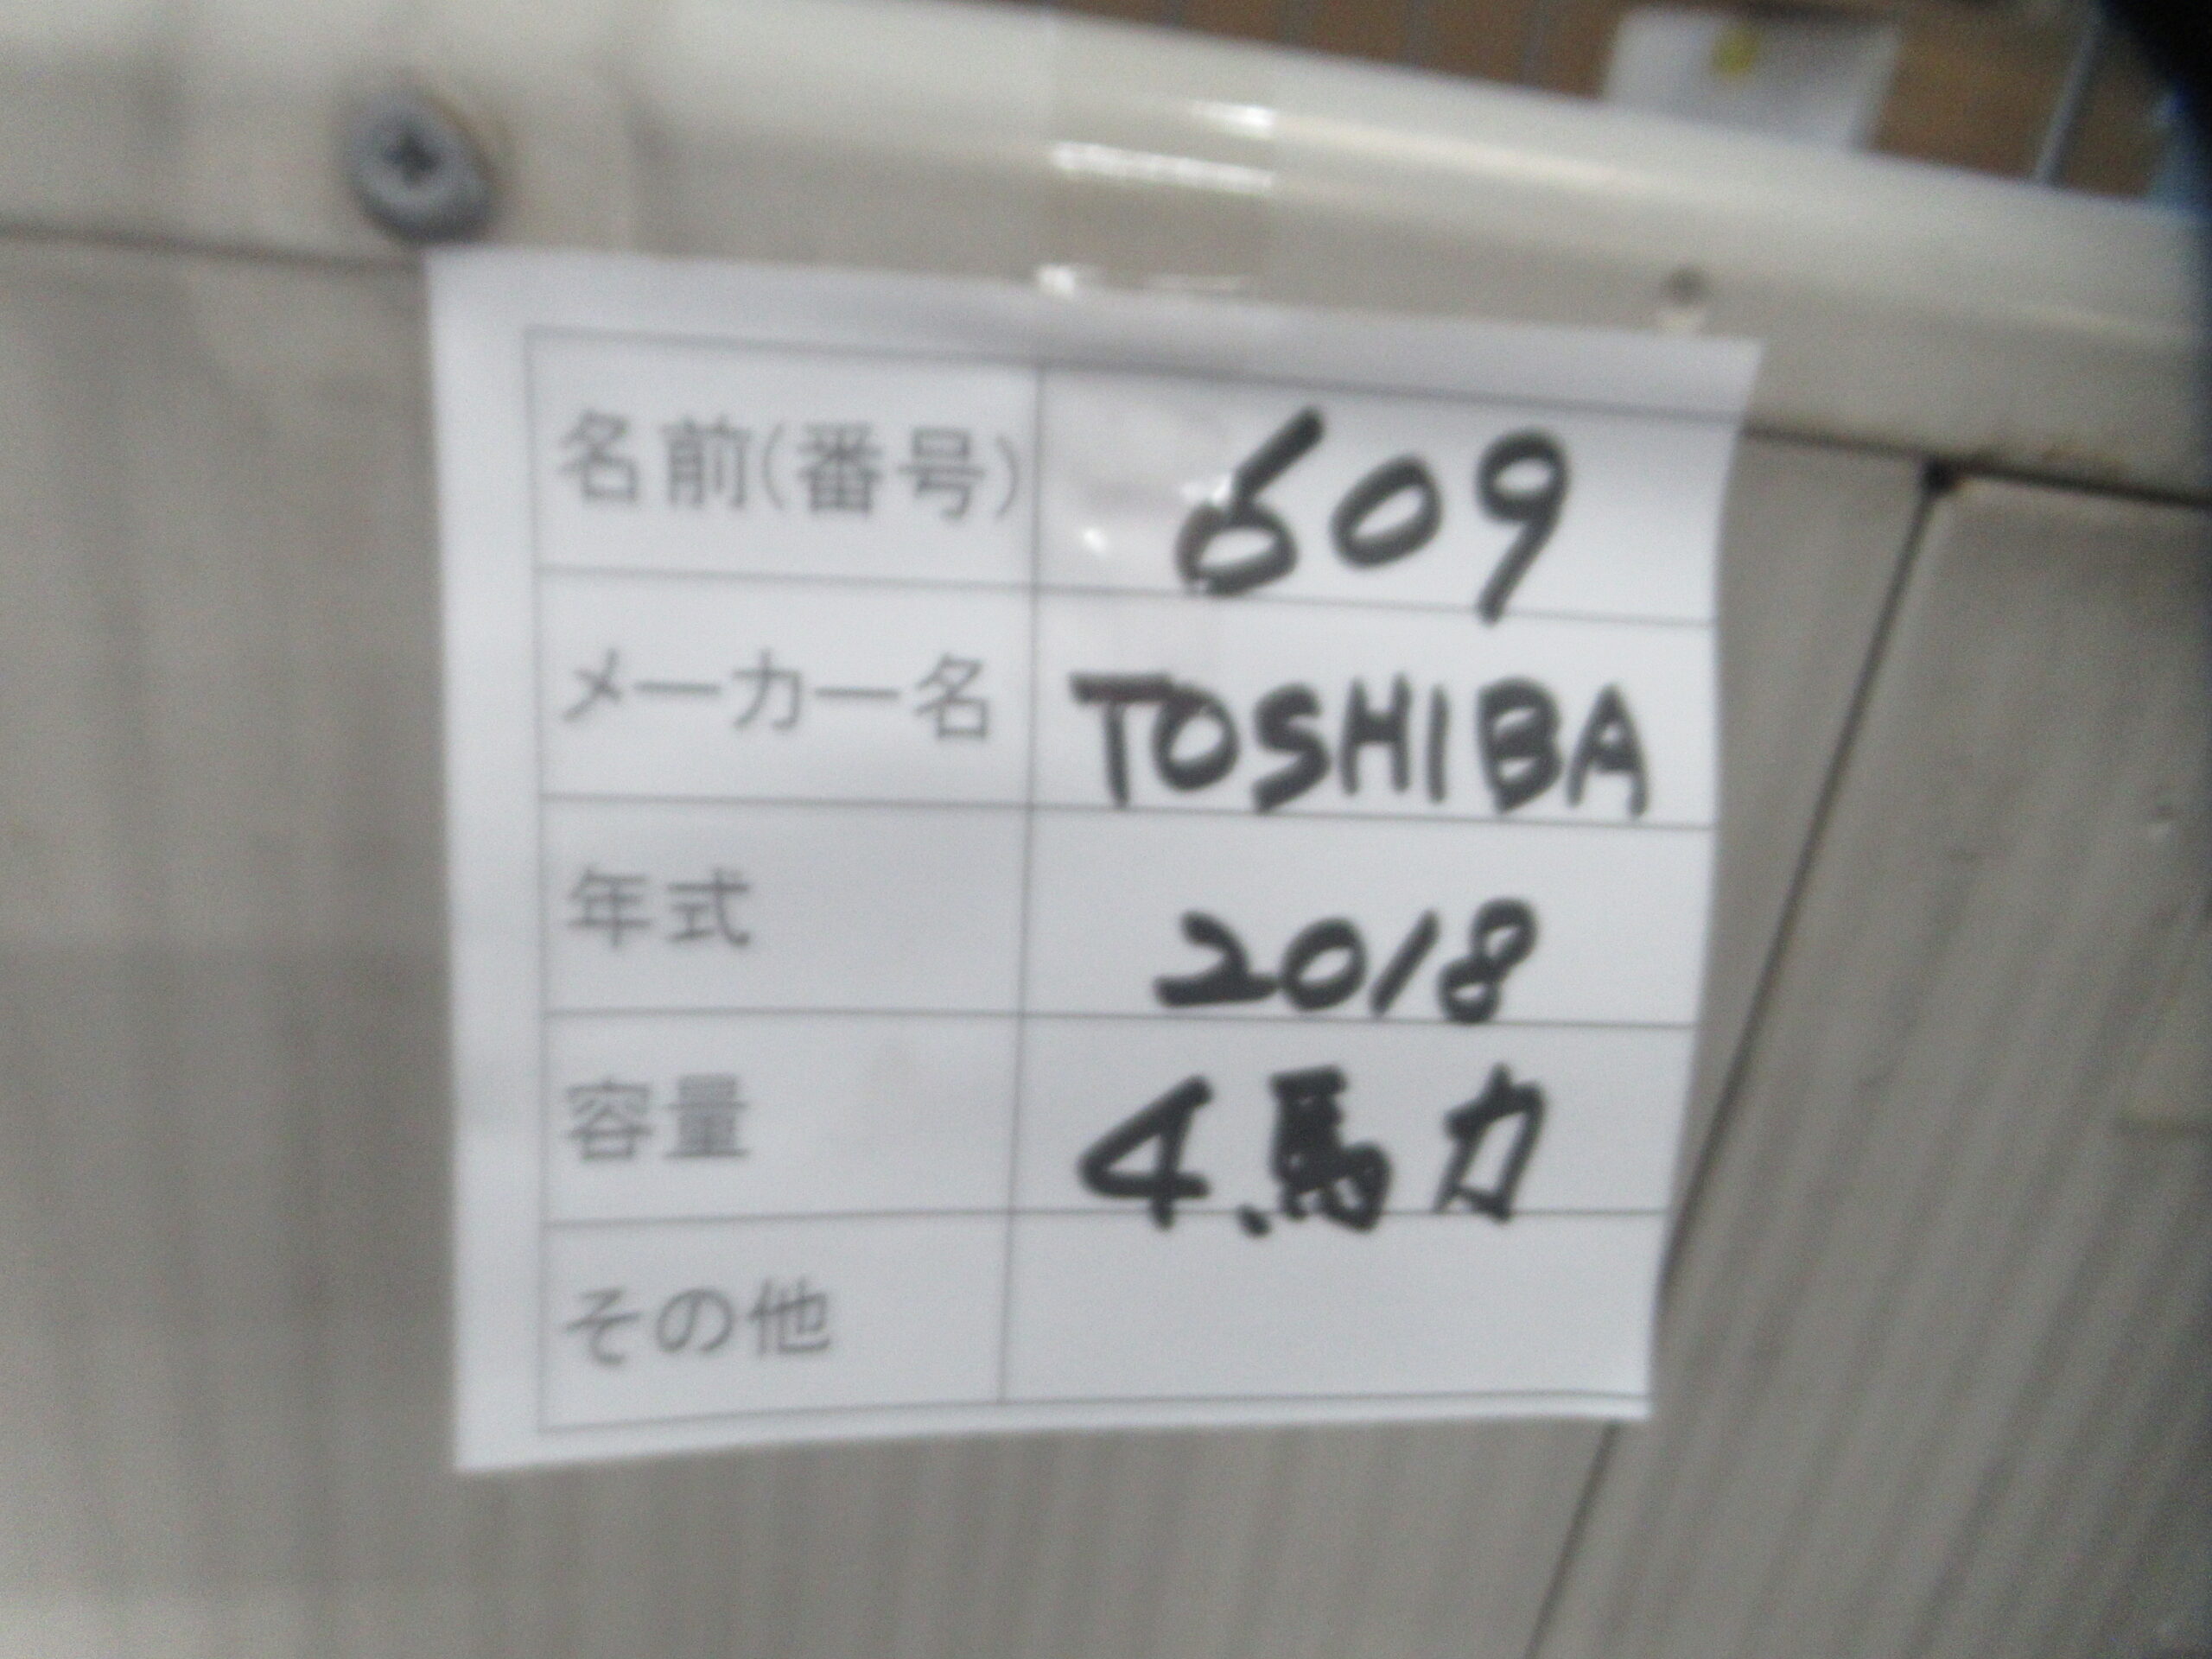 名前(番号) 609
メーカー名 TOSHIBA
年式 2018
容量 4.馬力
その他